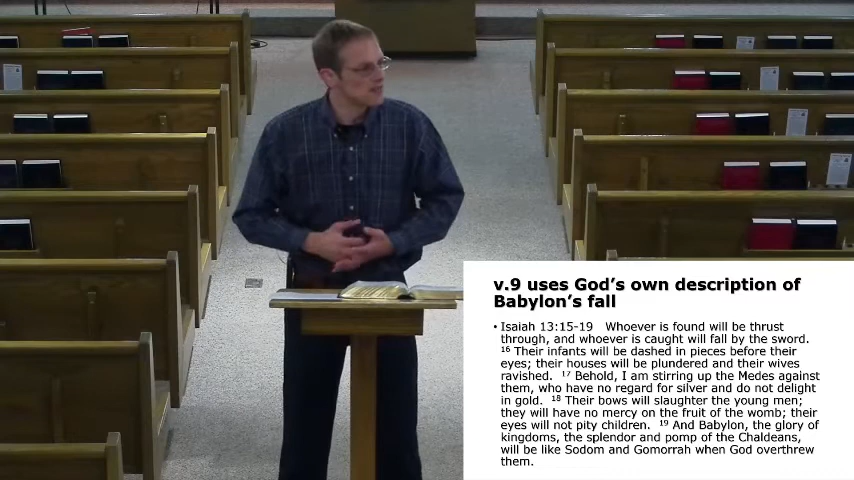 v.9 uses God's own description of
Babylon's fall
• Isaiah 13:15-19 Whoever is found will be thrust
through, and whoever is caught will fall by the sword.
16 Their infants will be dashed in pieces before their
eyes; their houses will be plundered and their wives
ravished. 17 Behold, I am stirring up the Medes against
them, who have no regard for silver and do not delight
in gold. 18 Their bows will slaughter the young men;
they will have no mercy on the fruit of the womb; their
eyes will not pity children. 19 And Babylon, the glory of
kingdoms, the splendor and pomp of the Chaldeans,
will be like Sodom and Gomorrah when God overthrew
them.